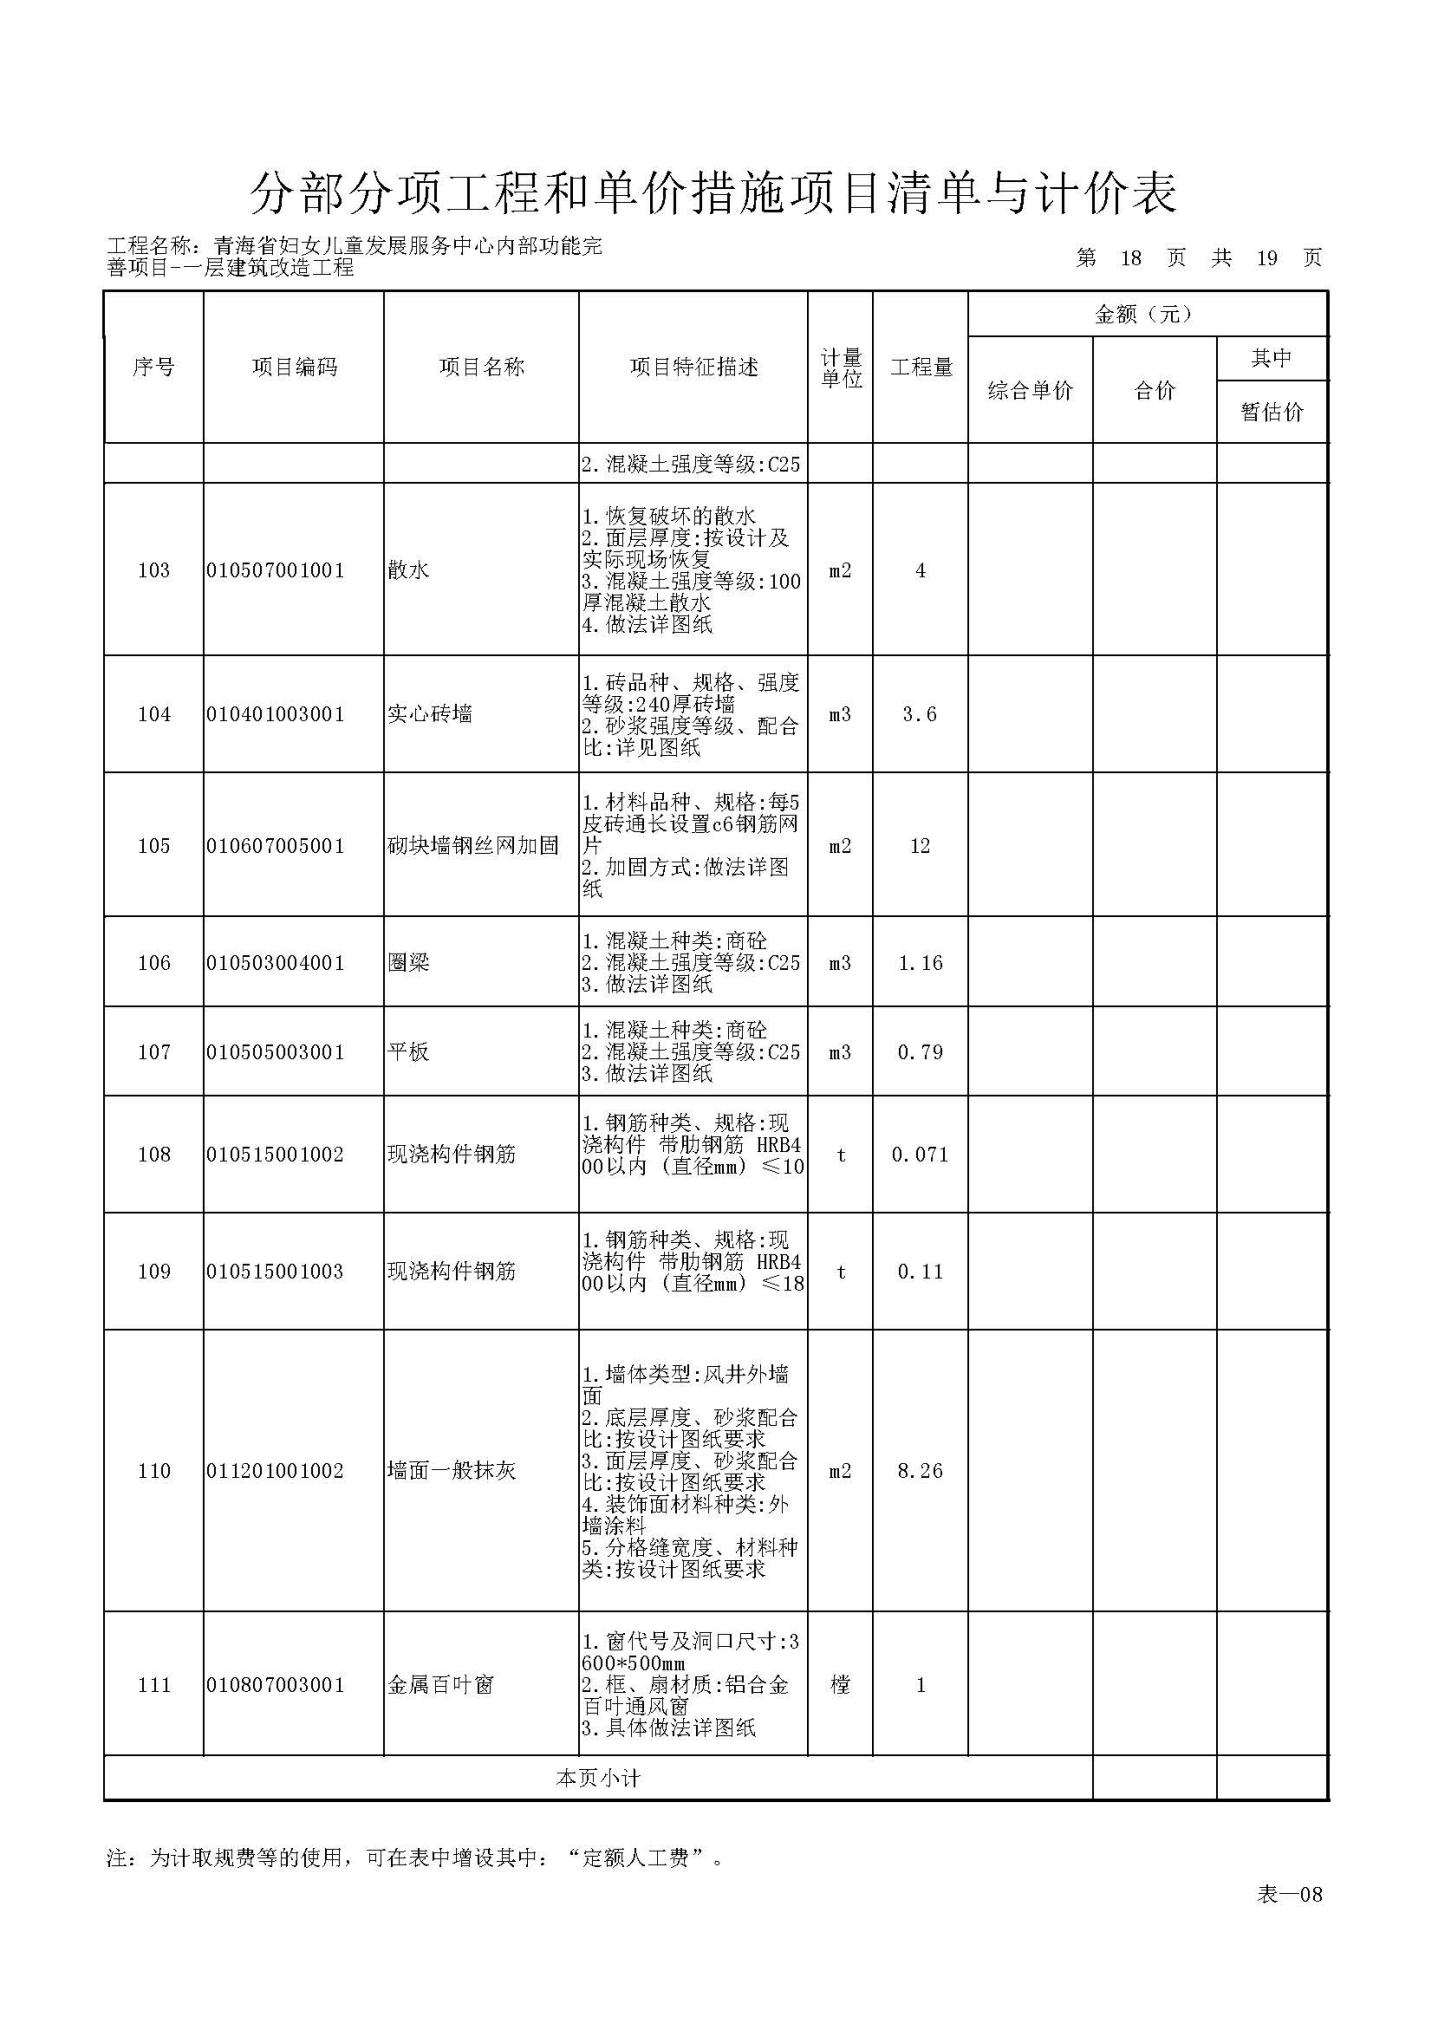 分部分项工程和单价措施项目清单与计价表
工程名称：青海省妇女儿童发展服务中心内部功能完
善项目-一层建筑改造工程
第 18 页 共 19 页
序号 项目编码 项目名称 项目特征描述 计量单位 工程量 金额（元）
综合单价 合价 其中
暂估价
2.混凝土强度等级:C25
103 010507001001 散水 m2 4
1.恢复破坏的散水
2.面层厚度:按设计及
实际现场恢复
3.混凝土强度等级:100
厚混凝土散水
4.做法详图纸
104 010401003001 实心砖墙 m3 3.6
1.砖品种、规格、强度
等级:240厚砖墙
2.砂浆强度等级、配合
比:详见图纸
105 010607005001 砌块墙钢丝网加固 m2 12
1.材料品种、规格:每5
皮砖通长设置c6钢筋网
片
2.加固方式:做法详图
纸
106 010503004001 圈梁 m3 1.16
1.混凝土种类:商砼
2.混凝土强度等级:C25
3.做法详图纸
107 010505003001 平板 m3 0.79
1.混凝土种类:商砼
2.混凝土强度等级:C25
3.做法详图纸
108 010515001002 现浇构件钢筋 t 0.071
1.钢筋种类、规格:现
浇构件 带肋钢筋 HRB4
00以内 (直径mm) ≤10
109 010515001003 现浇构件钢筋 t 0.11
1.钢筋种类、规格:现
浇构件 带肋钢筋 HRB4
00以内 (直径mm) ≤18
110 011201001002 墙面一般抹灰 m2 8.26
1.墙体类型:风井外墙
面
2.底层厚度、砂浆配合
比:按设计图纸要求
3.面层厚度、砂浆配合
比:按设计图纸要求
4.装饰面材料种类:外
墙涂料
5.分格缝宽度、材料种
类:按设计图纸要求
111 010807003001 金属百叶窗 樘 1
1.窗代号及洞口尺寸:3
600*500mm
2.框、扇材质:铝合金
百叶通风窗
3.具体做法详图纸
本页小计
注：为计取规费等的使用，可在表中增设其中：“定额人工费”。
表—08